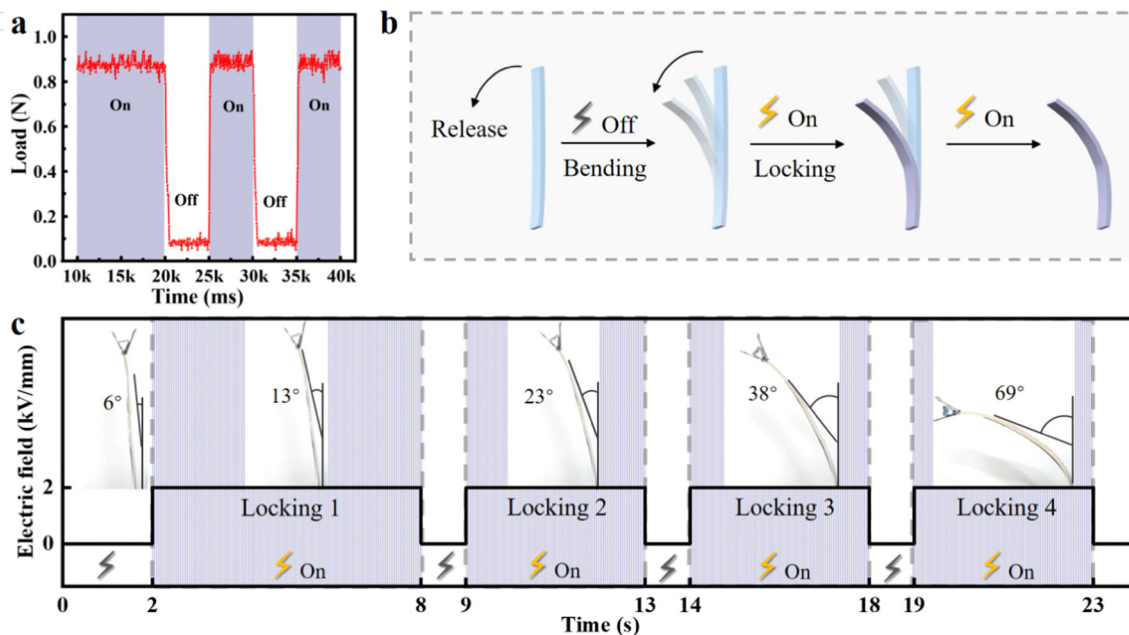 a
1.0
0.8
0.6
0.4
0.2
0.0
Load (N)
On
Off
On
Off
On
10k 15k 20k 25k 30k 35k 40k
Time (ms)
b
Release
Off
Bending
On
Locking
On
c
Electric field (kV/mm)
2
0
6°
13°
23°
38°
69°
Locking 1
Locking 2
Locking 3
Locking 4
On
On
On
On
0 2 8 9 13 14 18 19 23
Time (s)